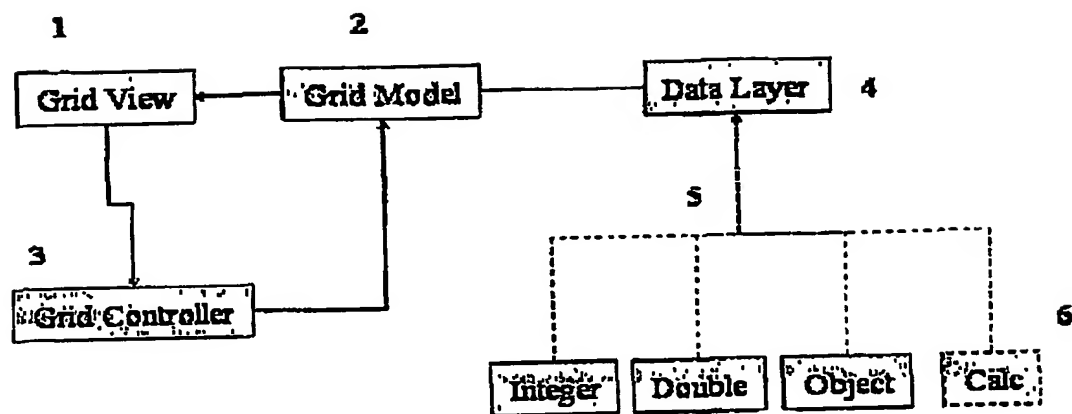 1
2
Grid View
Grid Model
Data Layer
4
5
3
Grid Controller
6
Integer
Double
Object
Calc